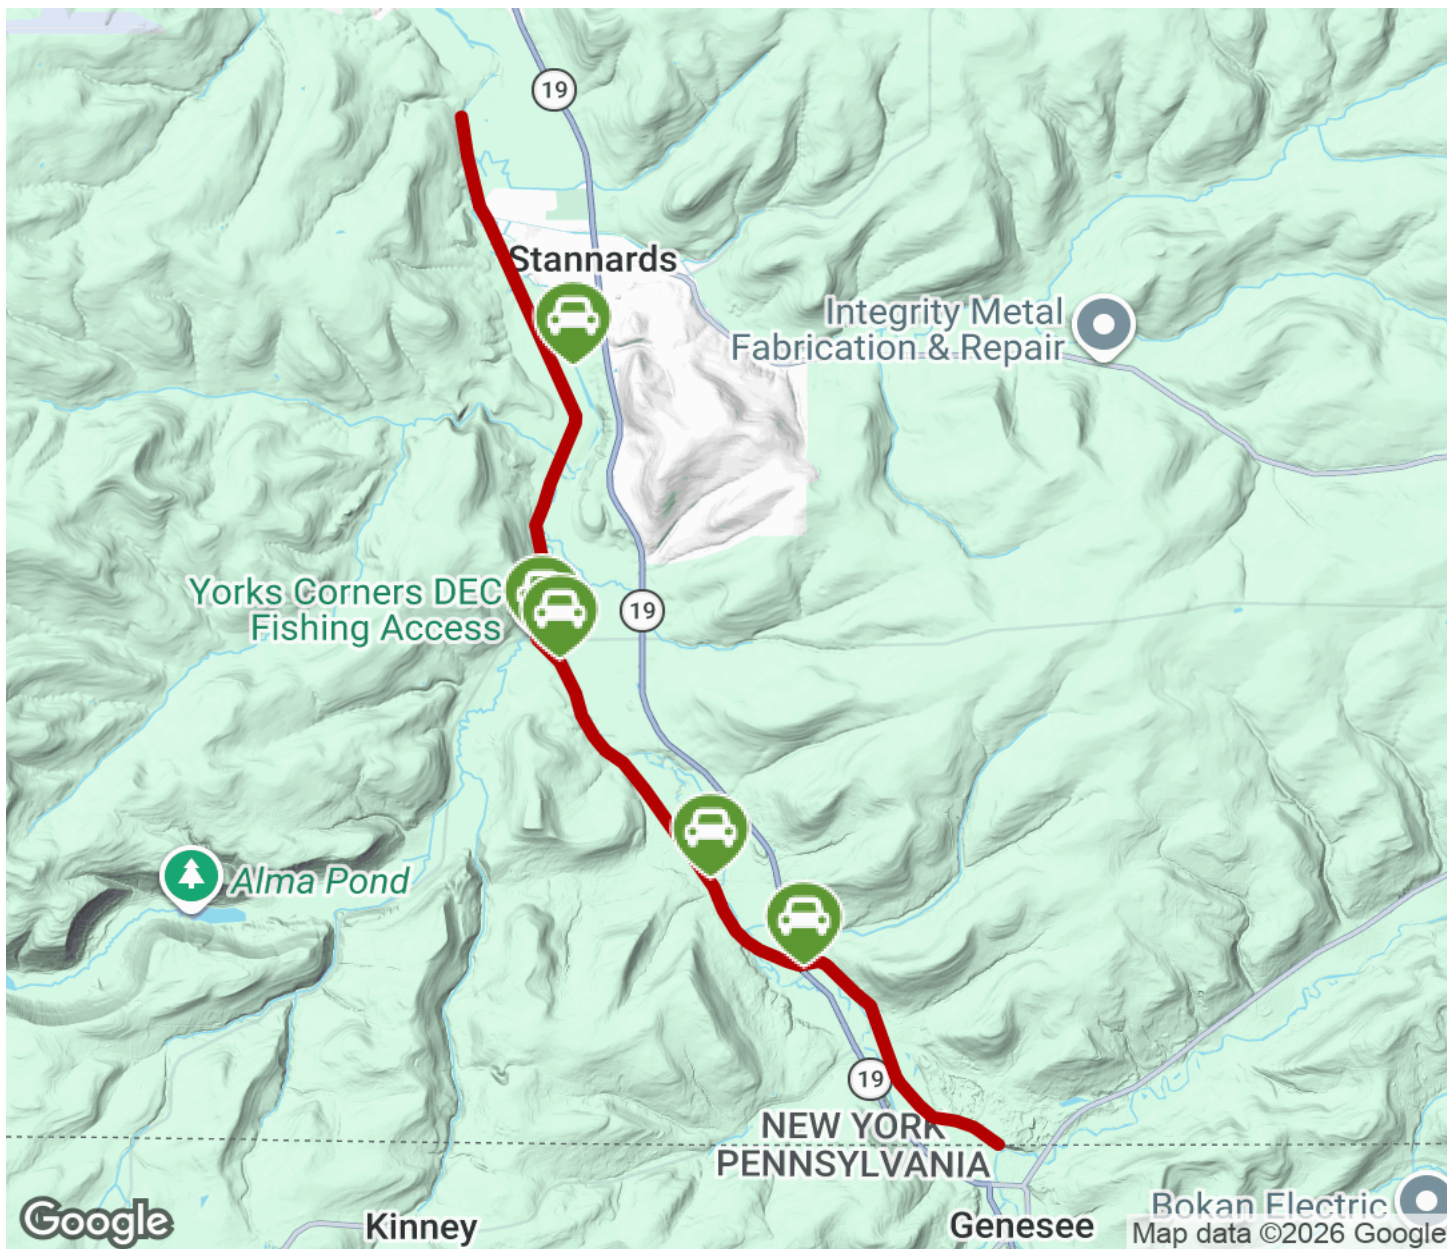 19
Stannards
Integrity Metal
Fabrication & Repair
Yorks Corners DEC
Fishing Access
19
Alma Pond
19
NEW YORK
PENNSYLVANIA
Bokan Electric
Kinney
Genesee
Google
Map data ©2026 Google